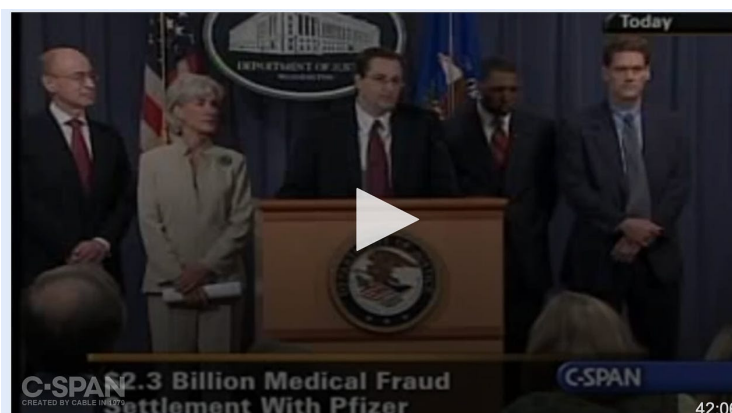 Today
DEPARTMENT OF JUSTICE
WASHINGTON
$2.3 Billion Medical Fraud
Settlement With Pfizer
C-SPAN
C-SPAN
CREATED BY CABLE IN 1979
42:06